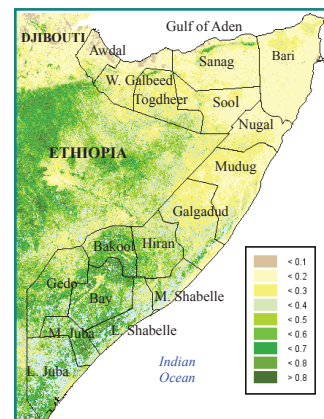 Gulf of Aden
DJIBOUTI
Awdal
Sanag
Bari
W. Galbeed
Togdheer
Sool
Nugal
ETHIOPIA
Mudug
Galgadud
Bakool
Hiran
Gedo
Bay
M. Shabelle
M. Juba
L. Shabelle
L. Juba
Indian
Ocean
< 0.1
< 0.2
< 0.3
< 0.4
< 0.5
< 0.6
< 0.7
< 0.8
> 0.8